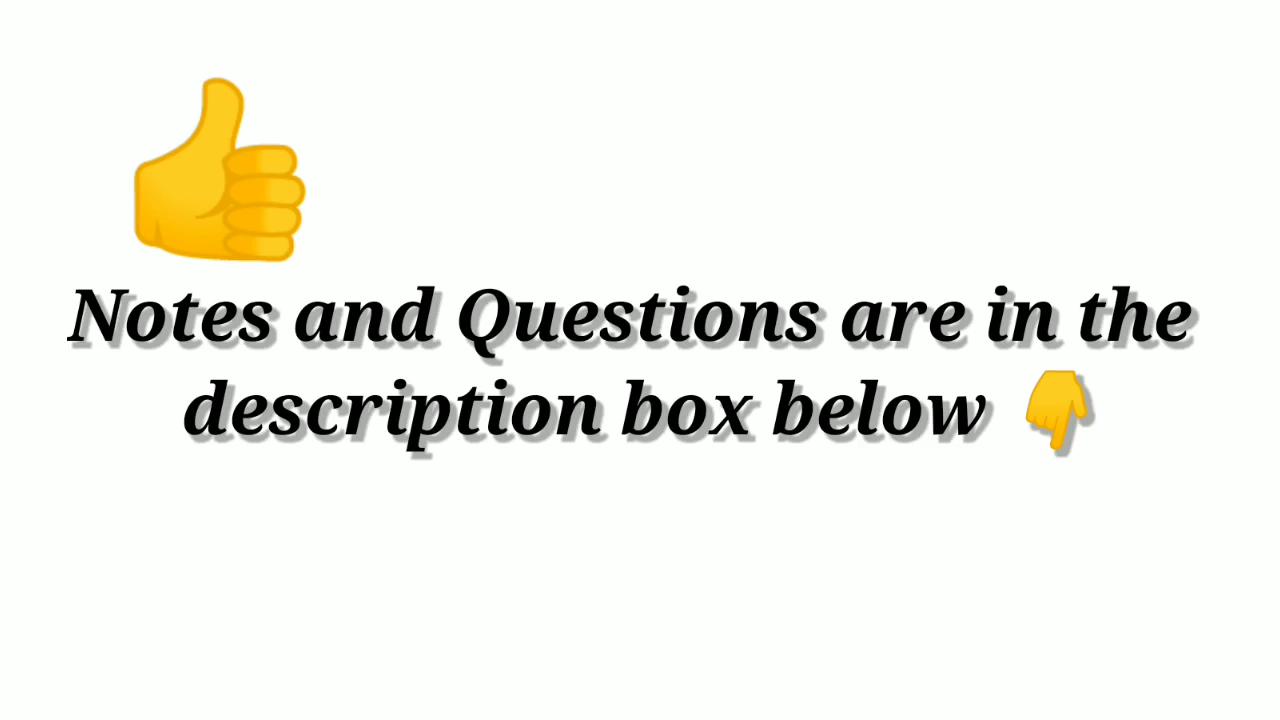 Notes and Questions are in the
description box below 👇